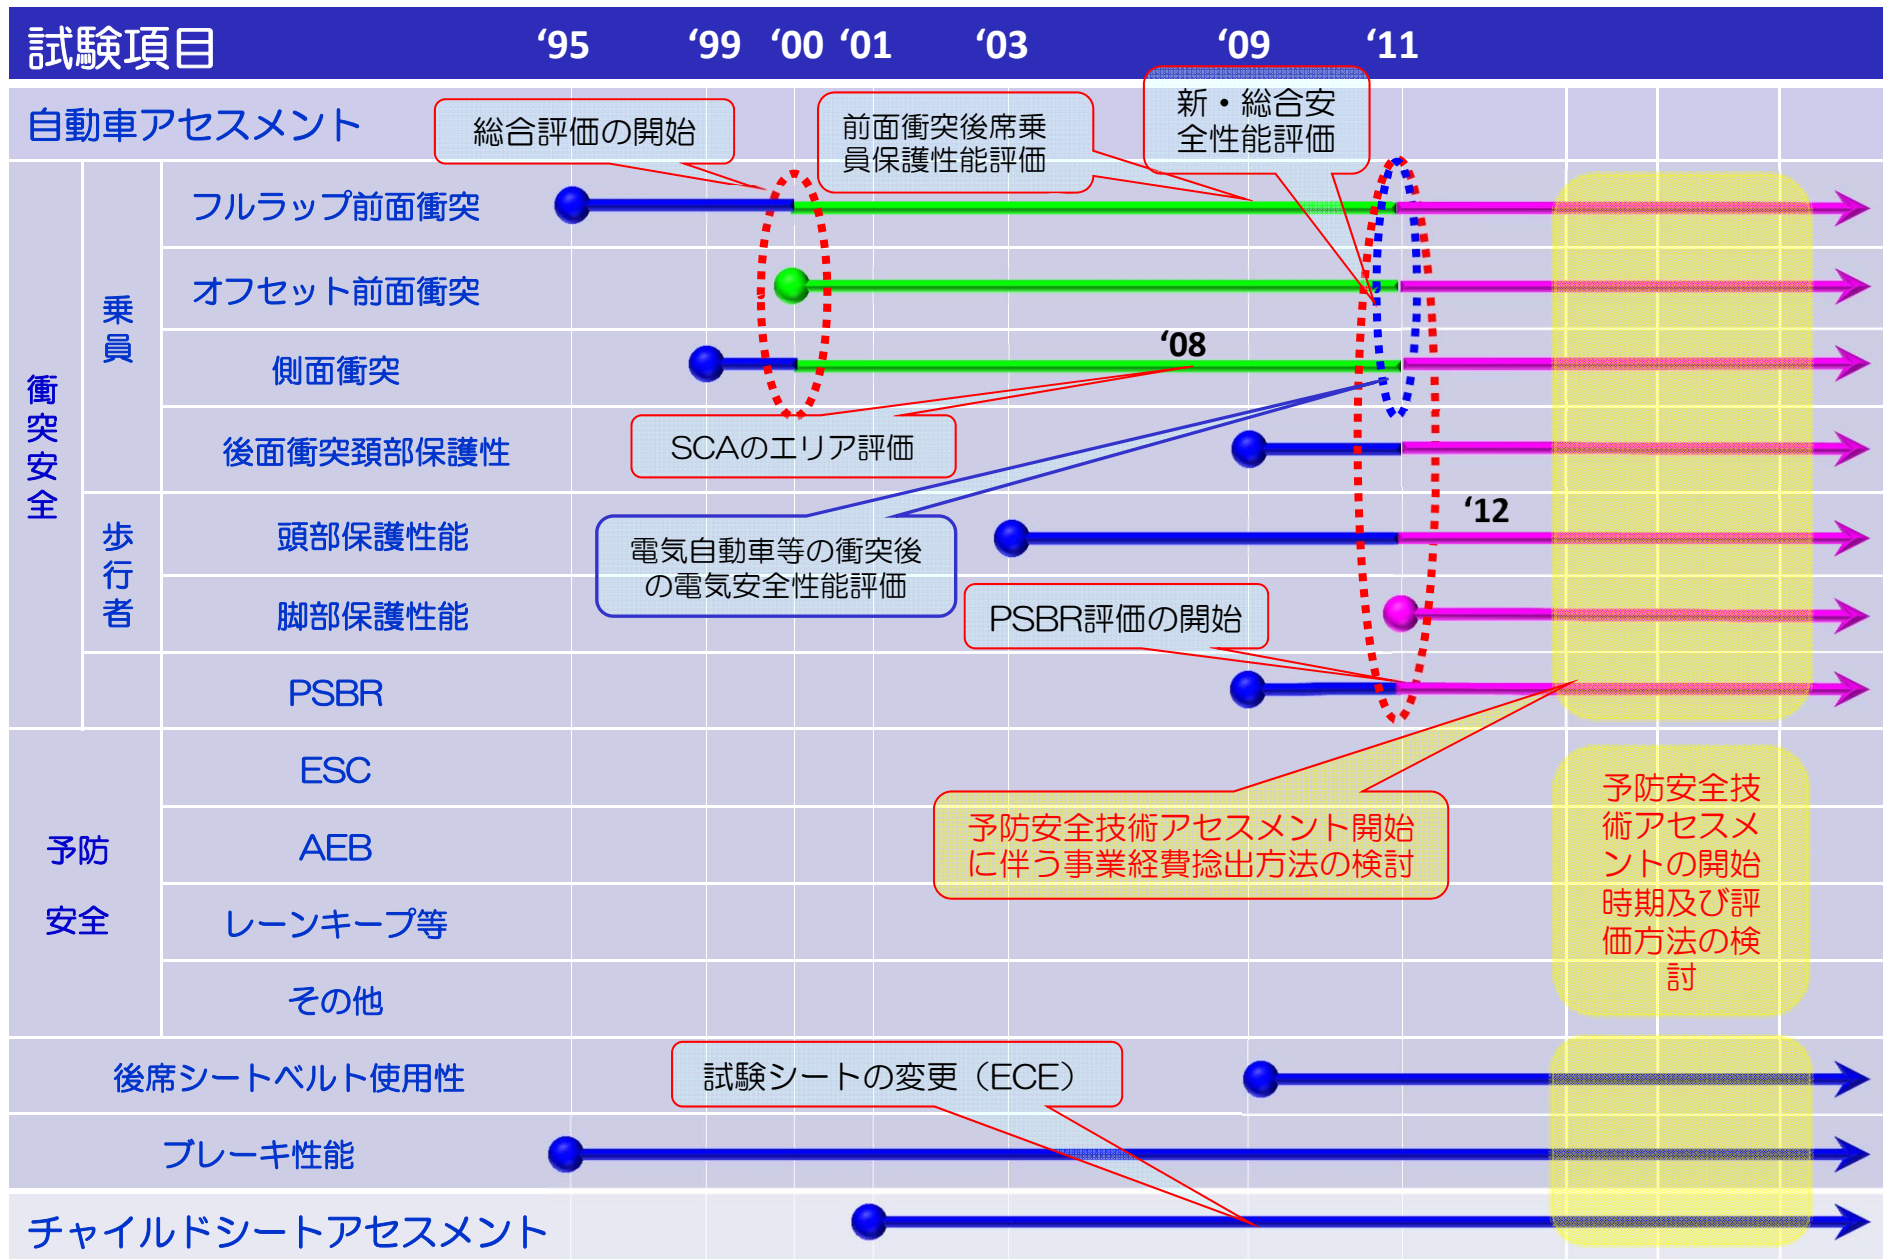 試験項目
‘95
‘99
‘00
‘01
‘03
‘09
‘11
自動車アセスメント
総合評価の開始
前面衝突後席乗
員保護性能評価
新・総合安
全性能評価
衝突安全
乗員
フルラップ前面衝突
オフセット前面衝突
側面衝突
‘08
後面衝突頚部保護性
SCAのエリア評価
歩行者
頭部保護性能
‘12
電気自動車等の衝突後
の電気安全性能評価
脚部保護性能
PSBR評価の開始
PSBR
予防
安全
ESC
AEB
レーンキープ等
その他
予防安全技術アセスメント開始
に伴う事業経費捻出方法の検討
予防安全技
術アセスメ
ントの開始
時期及び評
価方法の検
討
後席シートベルト使用性
試験シートの変更（ECE）
ブレーキ性能
チャイルドシートアセスメント